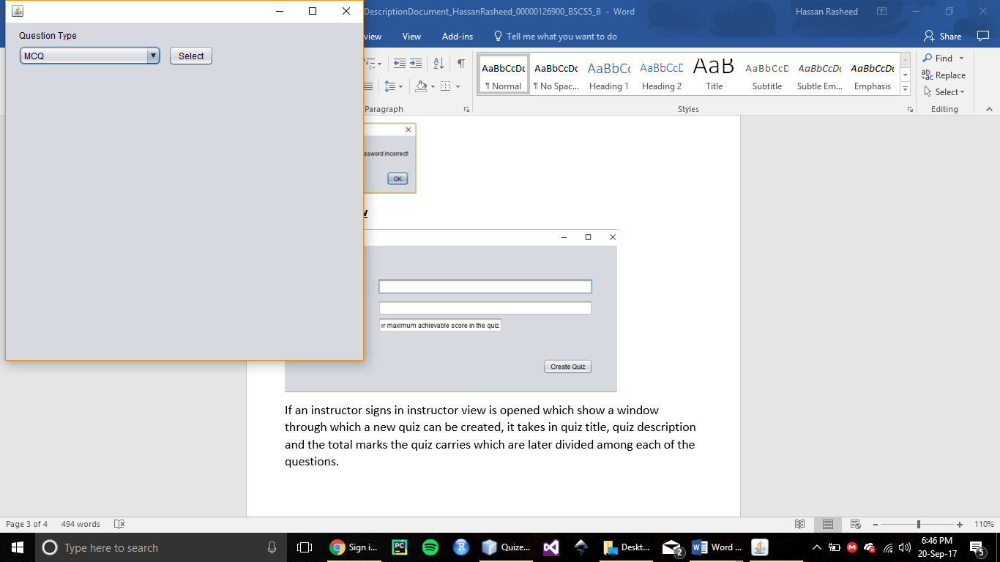 DescriptionDocument_HassanRasheed_00000126900_BSCS5_B - Word
Hassan Rasheed
View
Add-ins
Tell me what you want to do
Share
Question Type
MCQ
Select
AaBbCcDc
AaBbCcDc
AaBbCc
AaBbCcD
AaB
AaBbCcD
AaBbCcDc
AaBbCcDc
¶ Normal
¶ No Spac...
Heading 1
Heading 2
Title
Subtitle
Subtle Em...
Emphasis
Find
Replace
Select
Paragraph
Styles
Editing
ssword incorrect!
OK
er maximum achievable score in the quiz
Create Quiz
If an instructor signs in instructor view is opened which show a window
through which a new quiz can be created, it takes in quiz title, quiz description
and the total marks the quiz carries which are later divided among each of the
questions.
Page 3 of 4
494 words
110%
Type here to search
Sign i...
PC
R
Quize...
Deskt...
2
Word ...
6:46 PM
20-Sep-17
5